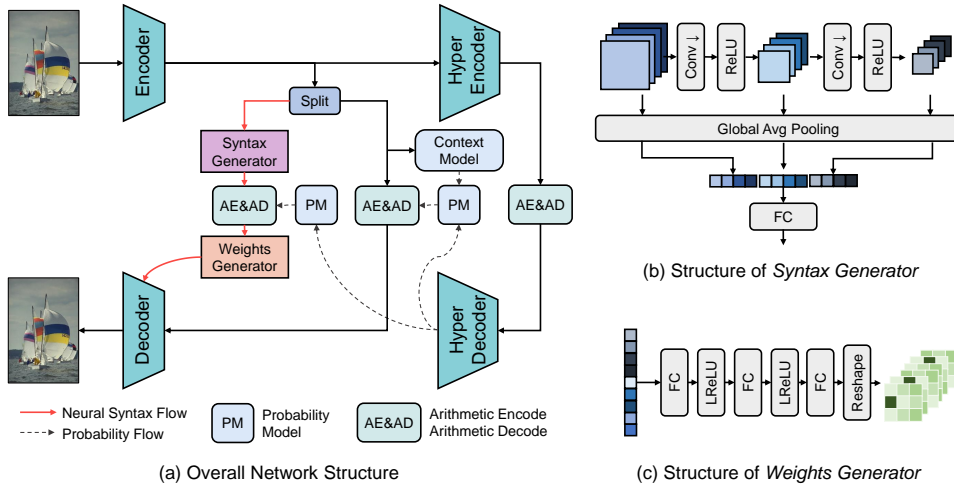 Encoder
Hyper
Encoder
Split
Syntax
Generator
Context
Model
AE&AD
PM
AE&AD
PM
AE&AD
Weights
Generator
Decoder
Hyper
Decoder
Neural Syntax Flow
Probability Flow
PM
Probability
Model
AE&AD
Arithmetic Encode
Arithmetic Decode
(a) Overall Network Structure
Conv ↓
ReLU
Conv ↓
ReLU
Global Avg Pooling
FC
(b) Structure of Syntax Generator
FC
LReLU
FC
LReLU
FC
Reshape
(c) Structure of Weights Generator